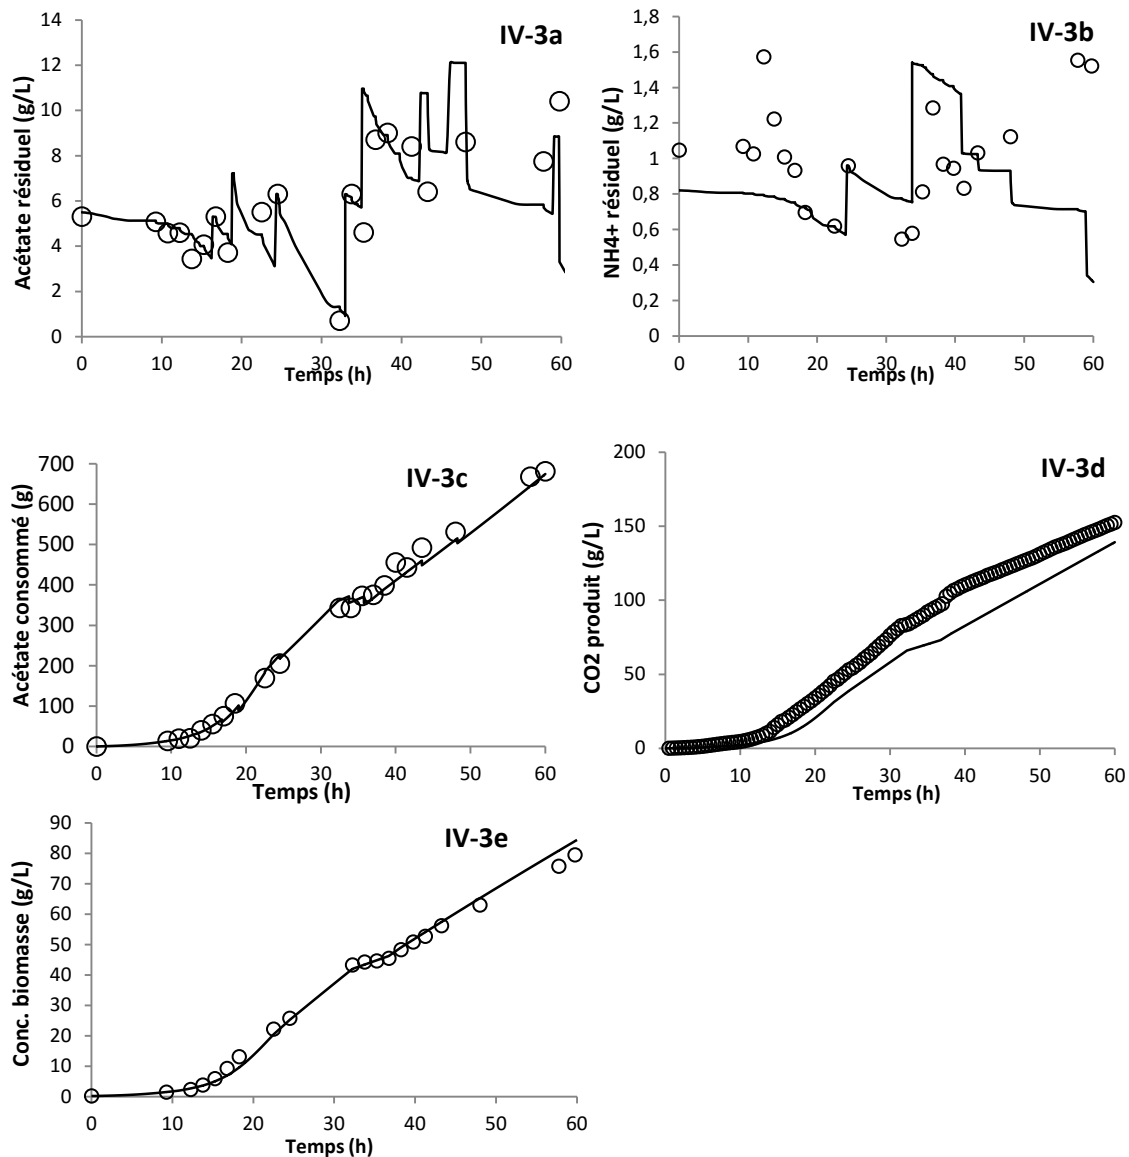 IV-3a
Acétate résiduel (g/L)
14
12
10
8
6
4
2
0
0 10 20 30 40 50 60
Temps (h)
IV-3b
NH4+ résiduel (g/L)
1,8
1,6
1,4
1,2
1
0,8
0,6
0,4
0,2
0
0 10 20 30 40 50 60
Temps (h)
IV-3c
Acétate consommé (g)
700
600
500
400
300
200
100
0
0 10 20 30 40 50 60
Temps (h)
IV-3d
CO2 produit (g/L)
200
150
100
50
0
0 10 20 30 40 50 60
Temps (h)
IV-3e
Conc. biomasse (g/L)
90
80
70
60
50
40
30
20
10
0
0 10 20 30 40 50 60
Temps (h)